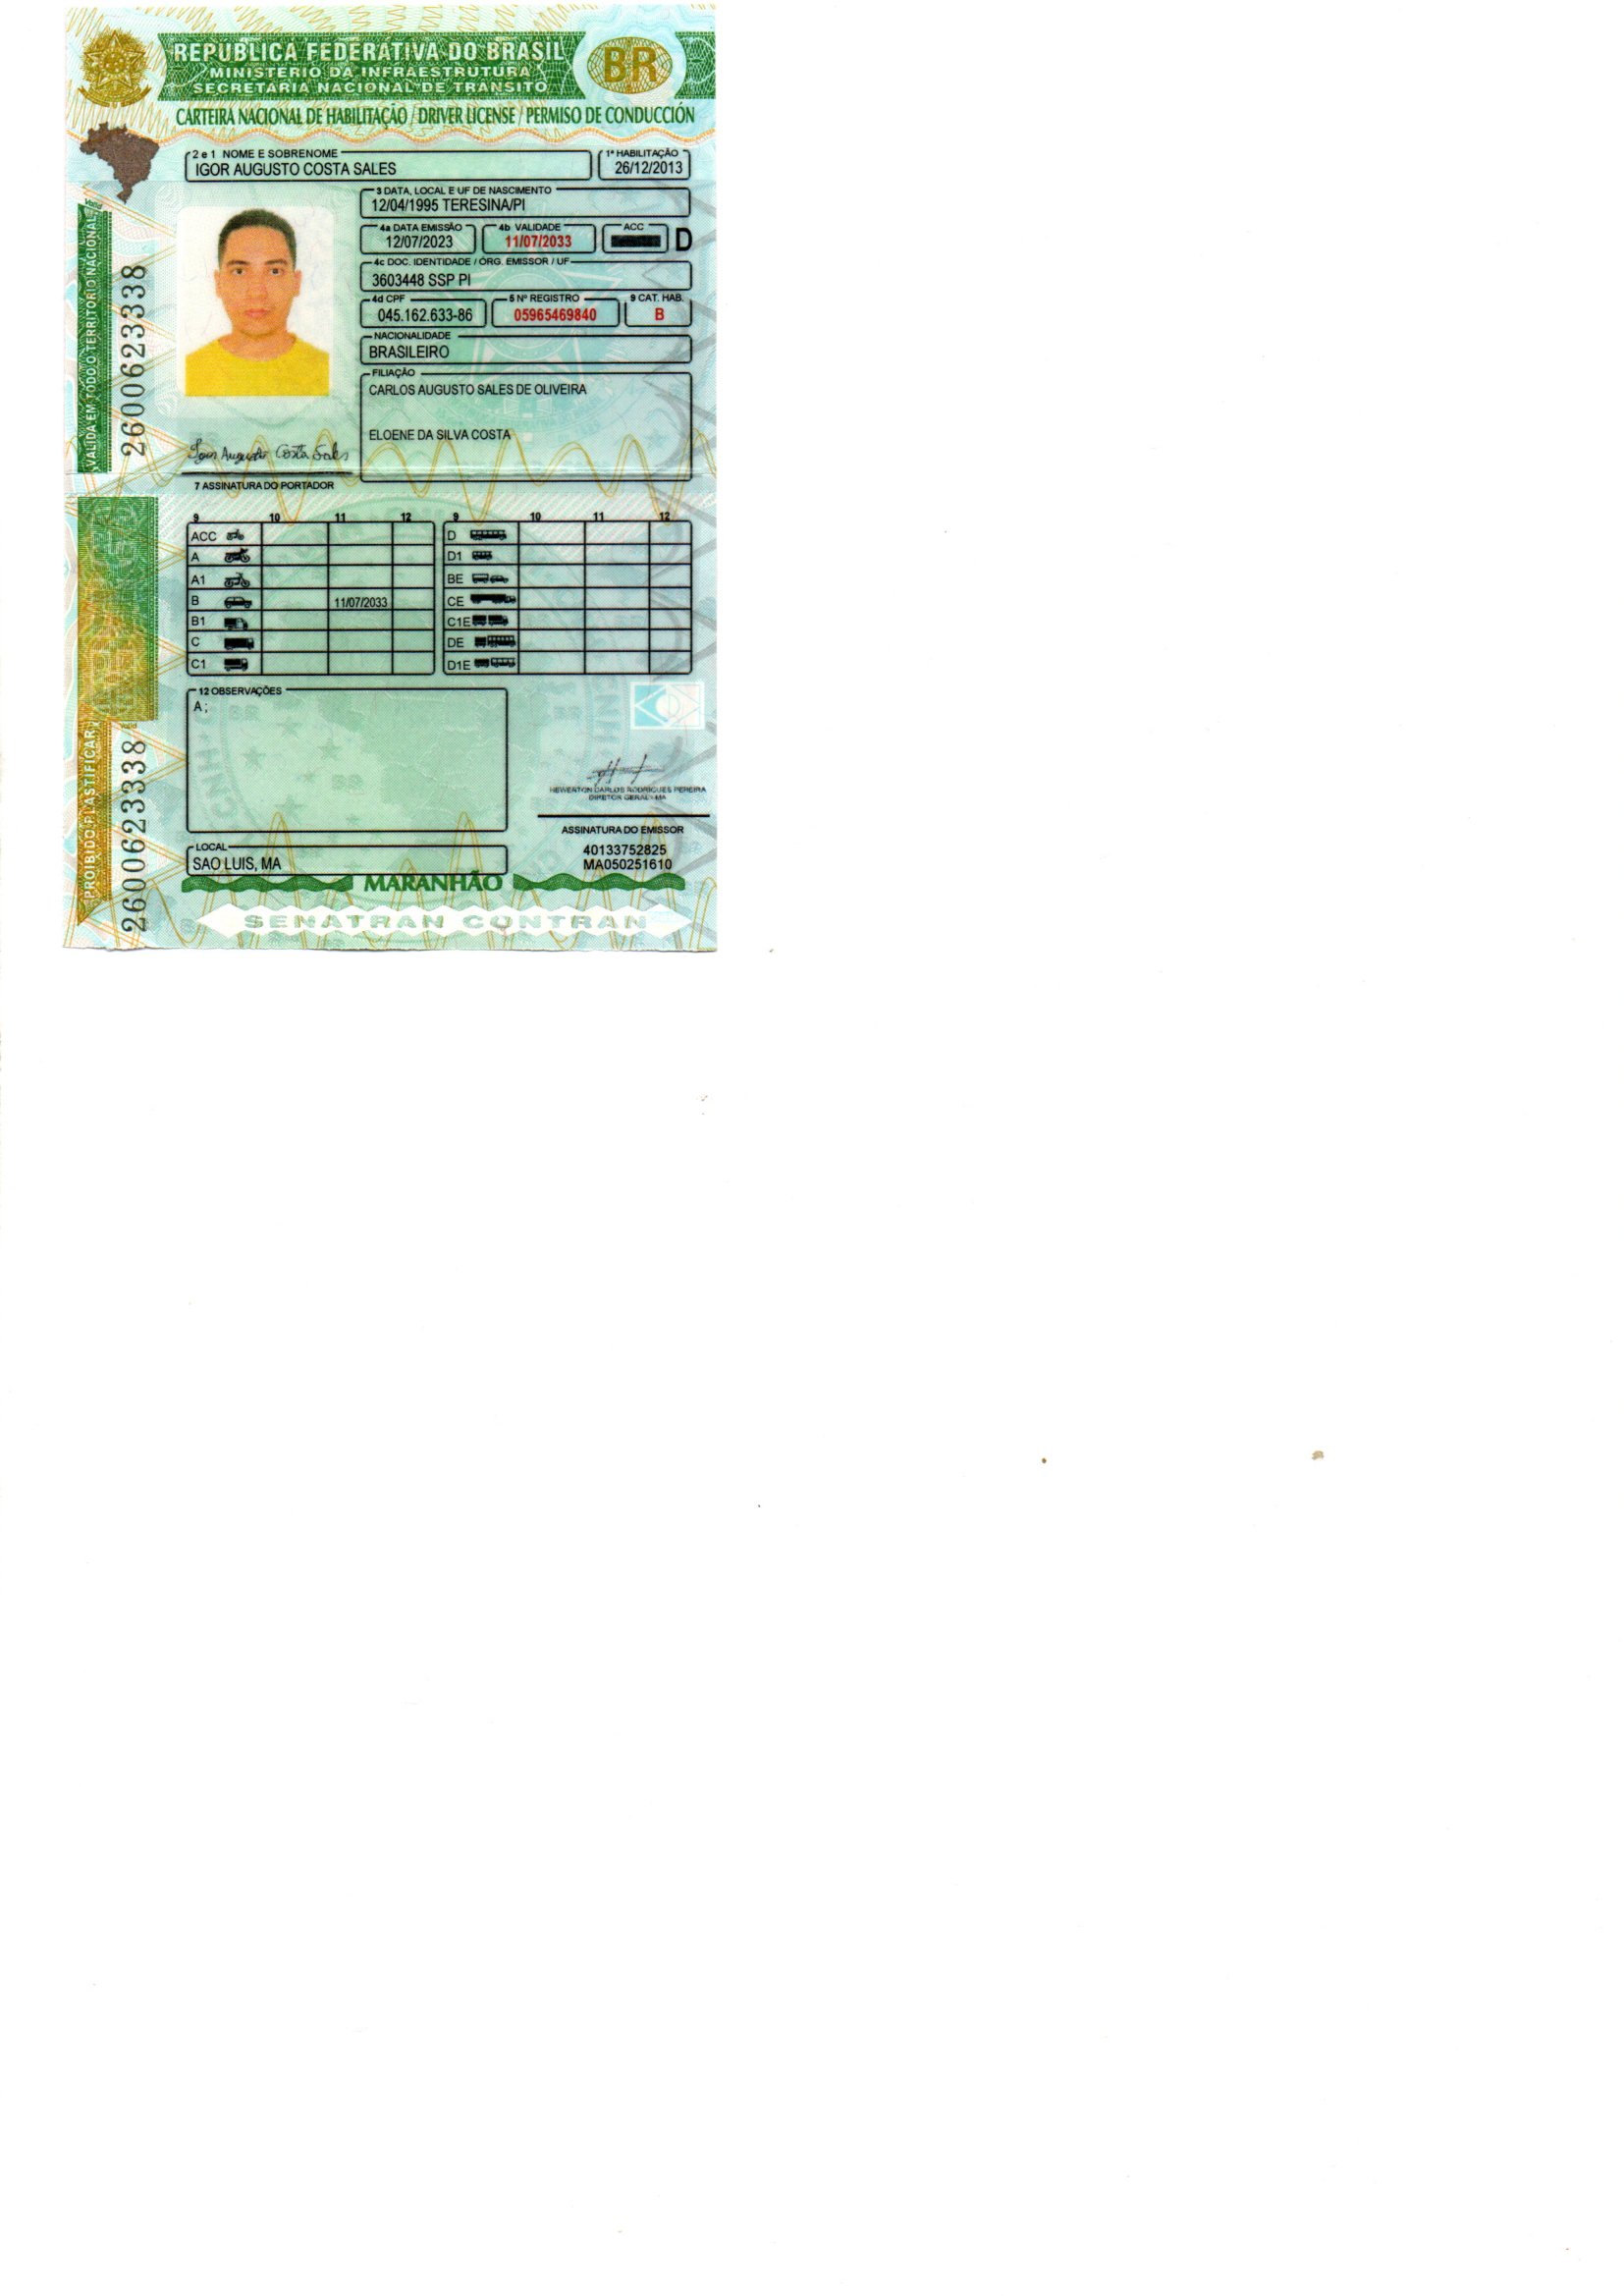 REPÚBLICA FEDERATIVA DO BRASIL
MINISTÉRIO DA INFRAESTRUTURA
SECRETARIA NACIONAL DE TRÂNSITO
BR
CARTEIRA NACIONAL DE HABILITAÇÃO / DRIVER LICENSE / PERMISO DE CONDUCCIÓN
2 e 1 NOME E SOBRENOME
IGOR AUGUSTO COSTA SALES
1ª HABILITAÇÃO
26/12/2013
3 DATA, LOCAL E UF DE NASCIMENTO
12/04/1995 TERESINA/PI
4a DATA EMISSÃO
12/07/2023
4b VALIDADE
11/07/2033
ACC
D
4c DOC. IDENTIDADE / ÓRG. EMISSOR / UF
3603448 SSP PI
4d CPF
045.162.633-86
5 Nº REGISTRO
05965469840
9 CAT. HAB.
B
NACIONALIDADE
BRASILEIRO
FILIAÇÃO
CARLOS AUGUSTO SALES DE OLIVEIRA
ELOENE DA SILVA COSTA
Igor Augusto Costa Sales
7 ASSINATURA DO PORTADOR
VÁLIDA EM TODO O TERRITÓRIO NACIONAL
2600623338
9 10 11 12
ACC
A
A1
B 11/07/2033
B1
C
C1
9 10 11 12
D
D1
BE
CE
C1E
DE
D1E
12 OBSERVAÇÕES
A ;
HEWERTON CARLOS RODRIGUES PEREIRA
DIRETOR GERAL - MA
ASSINATURA DO EMISSOR
40133752825
MA050251610
LOCAL
SAO LUIS, MA
MARANHÃO
SENATRAN CONTRAN
PROIBIDO PLASTIFICAR
2600623338